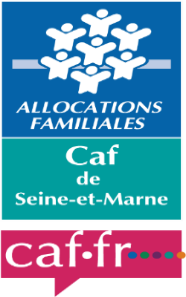 ALLOCATIONS
FAMILIALES
Caf
de
Seine-et-Marne
caf.fr